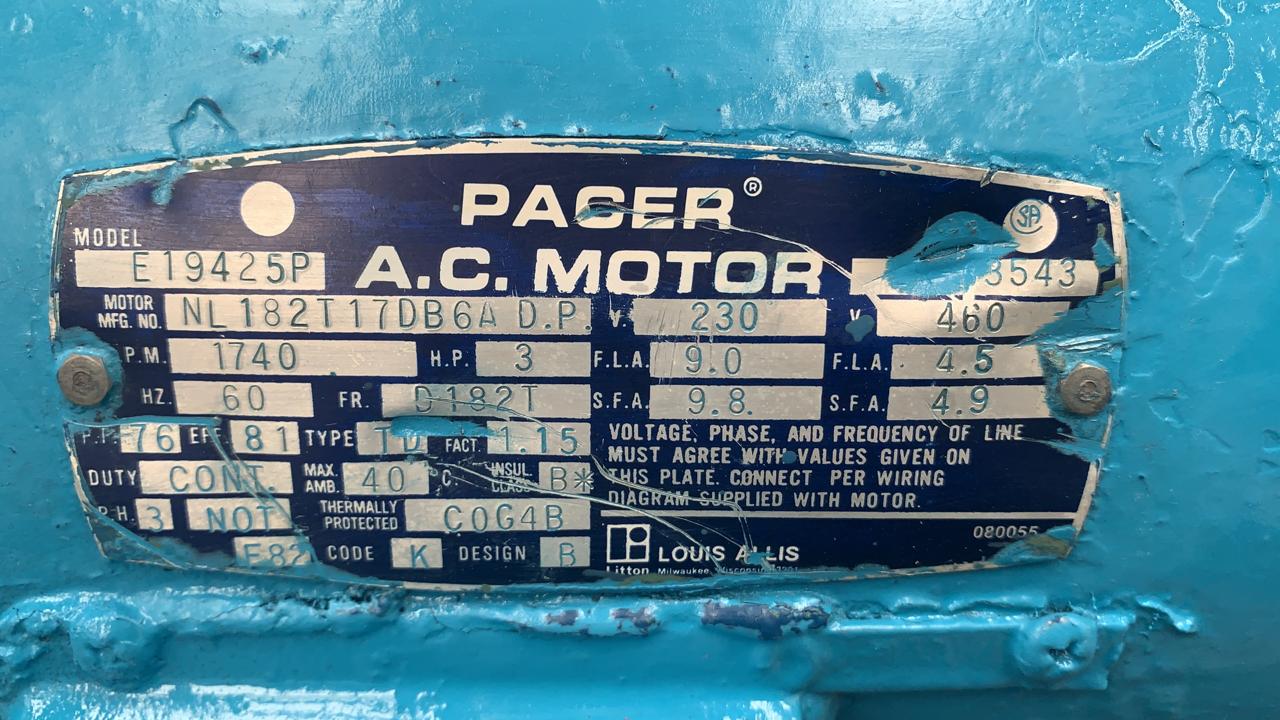 PACER®
MODEL
E19425P A.C. MOTOR 3543
MOTOR MFG. NO. NL182T17DB6A D.P. V. 230 V 460
P.M. 1740 H.P. 3 F.L.A. 9.0 F.L.A. 4.5
HZ. 60 FR. D182T S.F.A. 9.8 S.F.A. 4.9
76 EF. 81 TYPE FACT. 1.15
VOLTAGE, PHASE, AND FREQUENCY OF LINE
MUST AGREE WITH VALUES GIVEN ON
THIS PLATE. CONNECT PER WIRING
DIAGRAM SUPPLIED WITH MOTOR.
DUTY CONT. MAX. AMB. 40 °C. INSUL. CLASS B*
P.H. 3 NOT THERMALLY PROTECTED C0G4B
080055
E82 CODE K DESIGN B
LOUIS ALLIS
Litton Milwaukee, Wisconsin